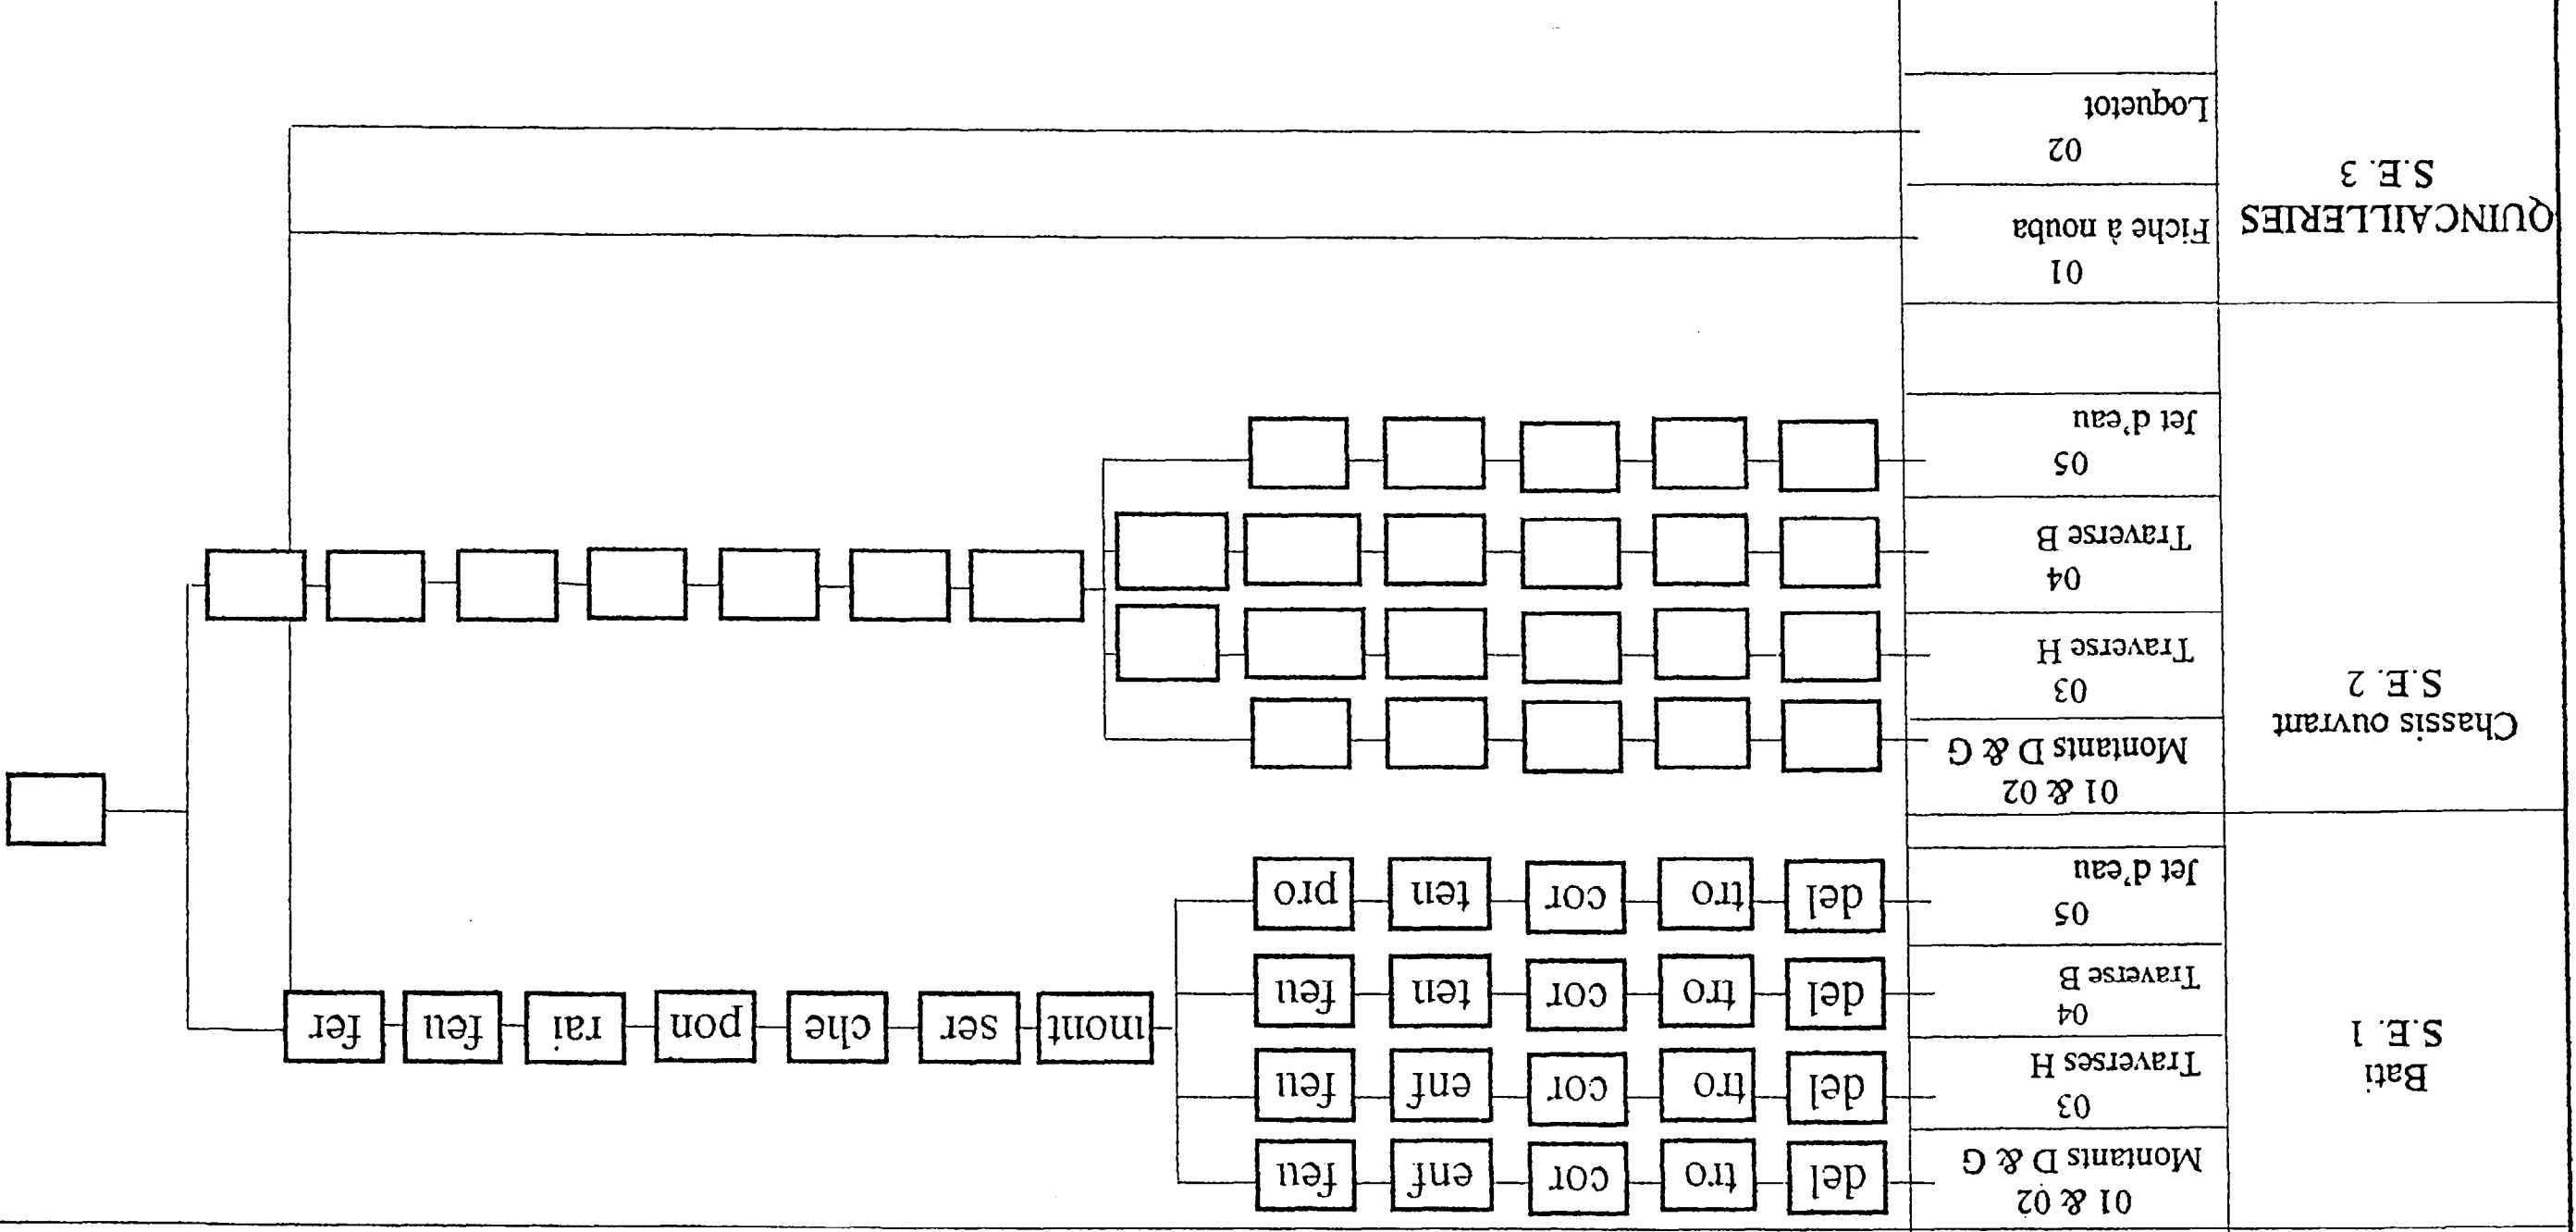 Bati
S.E. 1
01 & 02
Montants D & G
del tro cor enf feu
03
Traverses H
del tro cor enf feu
04
Traverse B
del tro cor ten feu
05
Jet d'eau
del tro cor ten pro
mont ser che pon rai feu fer
Chassis ouvrant
S.E. 2
01 & 02
Montants D & G
03
Traverse H
04
Traverse B
05
Jet d'eau
QUINCAILLERIES
S.E. 3
01
Fiche à nouba
02
Loquetot